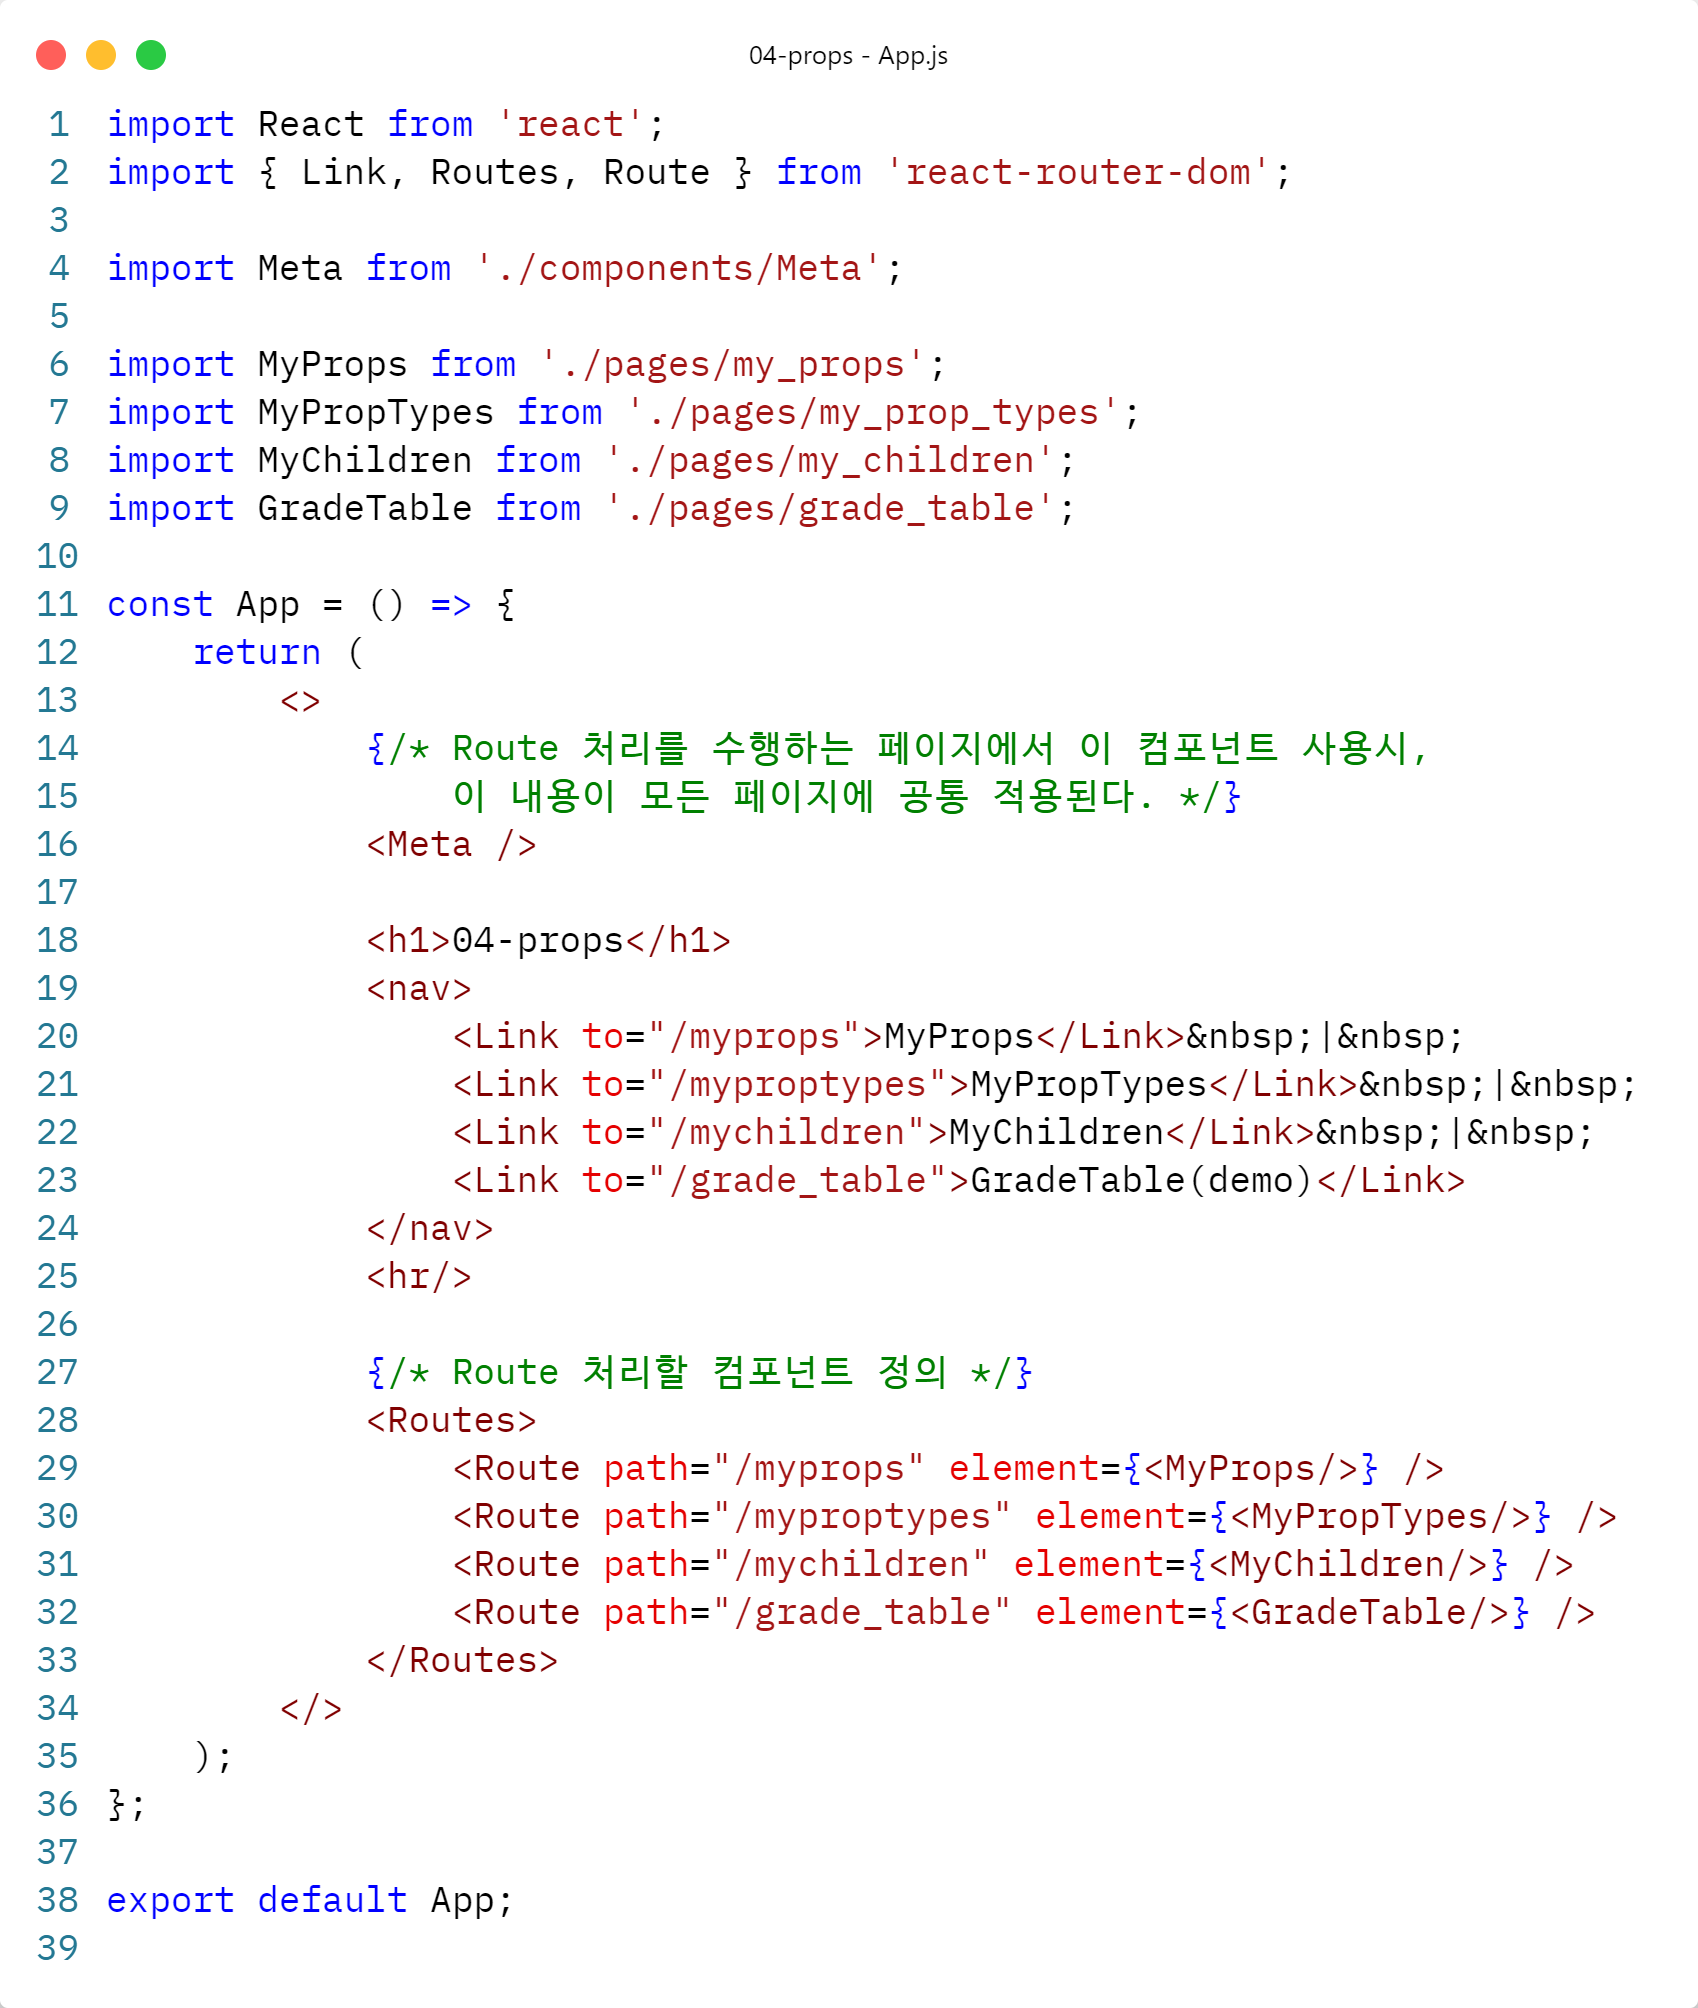 04-props - App.js
1 import React from 'react';
2 import { Link, Routes, Route } from 'react-router-dom';
3
4 import Meta from './components/Meta';
5
6 import MyProps from './pages/my_props';
7 import MyPropTypes from './pages/my_prop_types';
8 import MyChildren from './pages/my_children';
9 import GradeTable from './pages/grade_table';
10
11 const App = () => {
12     return (
13         <>
14             {/* Route 처리를 수행하는 페이지에서 이 컴포넌트 사용시,
15                 이 내용이 모든 페이지에 공통 적용된다. */}
16             <Meta />
17
18             <h1>04-props</h1>
19             <nav>
20                 <Link to="/myprops">MyProps</Link>&nbsp;|&nbsp;
21                 <Link to="/myproptypes">MyPropTypes</Link>&nbsp;|&nbsp;
22                 <Link to="/mychildren">MyChildren</Link>&nbsp;|&nbsp;
23                 <Link to="/grade_table">GradeTable(demo)</Link>
24             </nav>
25             <hr/>
26
27             {/* Route 처리할 컴포넌트 정의 */}
28             <Routes>
29                 <Route path="/myprops" element={<MyProps/>} />
30                 <Route path="/myproptypes" element={<MyPropTypes/>} />
31                 <Route path="/mychildren" element={<MyChildren/>} />
32                 <Route path="/grade_table" element={<GradeTable/>} />
33             </Routes>
34         </>
35     );
36 };
37
38 export default App;
39